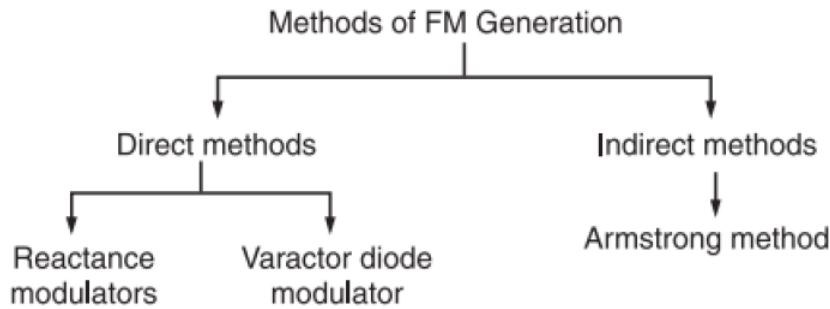 Methods of FM Generation
Direct methods
Indirect methods
Reactance
modulators
Varactor diode
modulator
Armstrong method